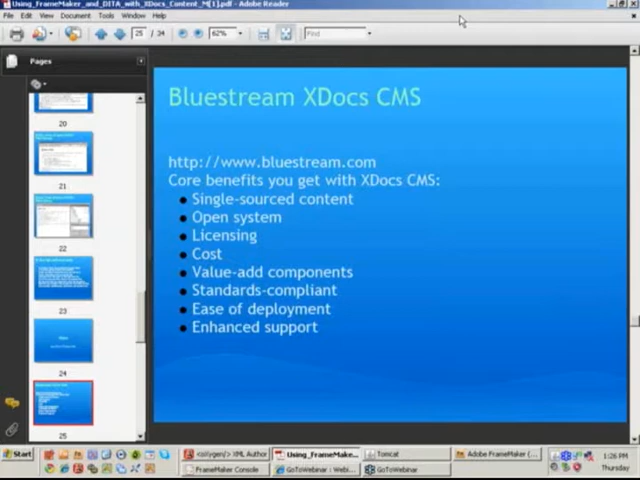 Using_FrameMaker_and_DITA_with_XDocs_Content_M[1].pdf - Adobe Reader
File Edit View Document Tools Window Help
25 / 34 62% Find
Pages
20
21
22
23
24
25
Bluestream XDocs CMS
http://www.bluestream.com
Core benefits you get with XDocs CMS:
Single-sourced content
Open system
Licensing
Cost
Value-add components
Standards-compliant
Ease of deployment
Enhanced support
Start
<oXygen/> XML Author
Using_FrameMake...
Tomcat
Adobe FrameMaker (...
1:26 PM
FrameMaker Console
GoToWebinar : Webi...
GoToWebinar
Thursday